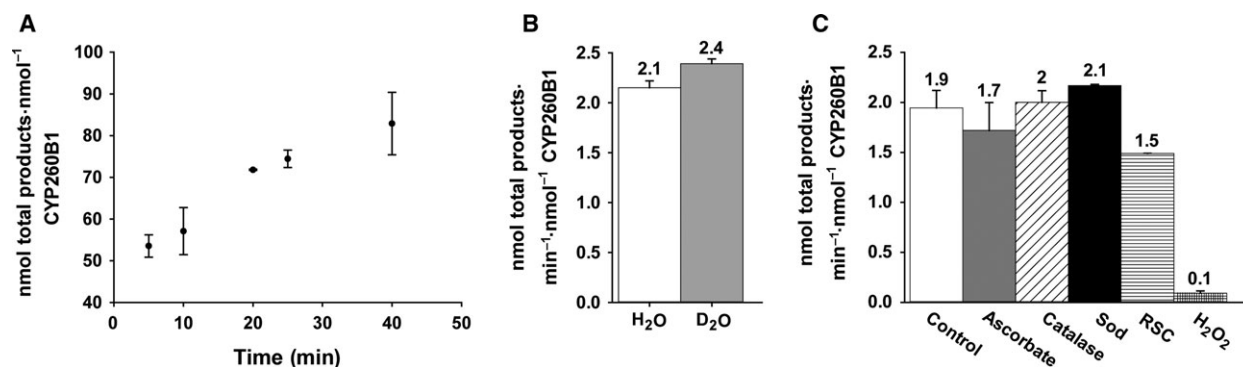 A
nmol total products·nmol⁻¹
CYP260B1
100
90
80
70
60
50
40
0
10
20
30
40
50
Time (min)
B
nmol total products·
min⁻¹·nmol⁻¹ CYP260B1
2.5
2.0
1.5
1.0
0.5
0.0
2.1
2.4
H₂O
D₂O
C
nmol total products·
min⁻¹·nmol⁻¹ CYP260B1
2.5
2.0
1.5
1.0
0.5
0.0
1.9
1.7
2
2.1
1.5
0.1
Control
Ascorbate
Catalase
Sod
RSC
H₂O₂